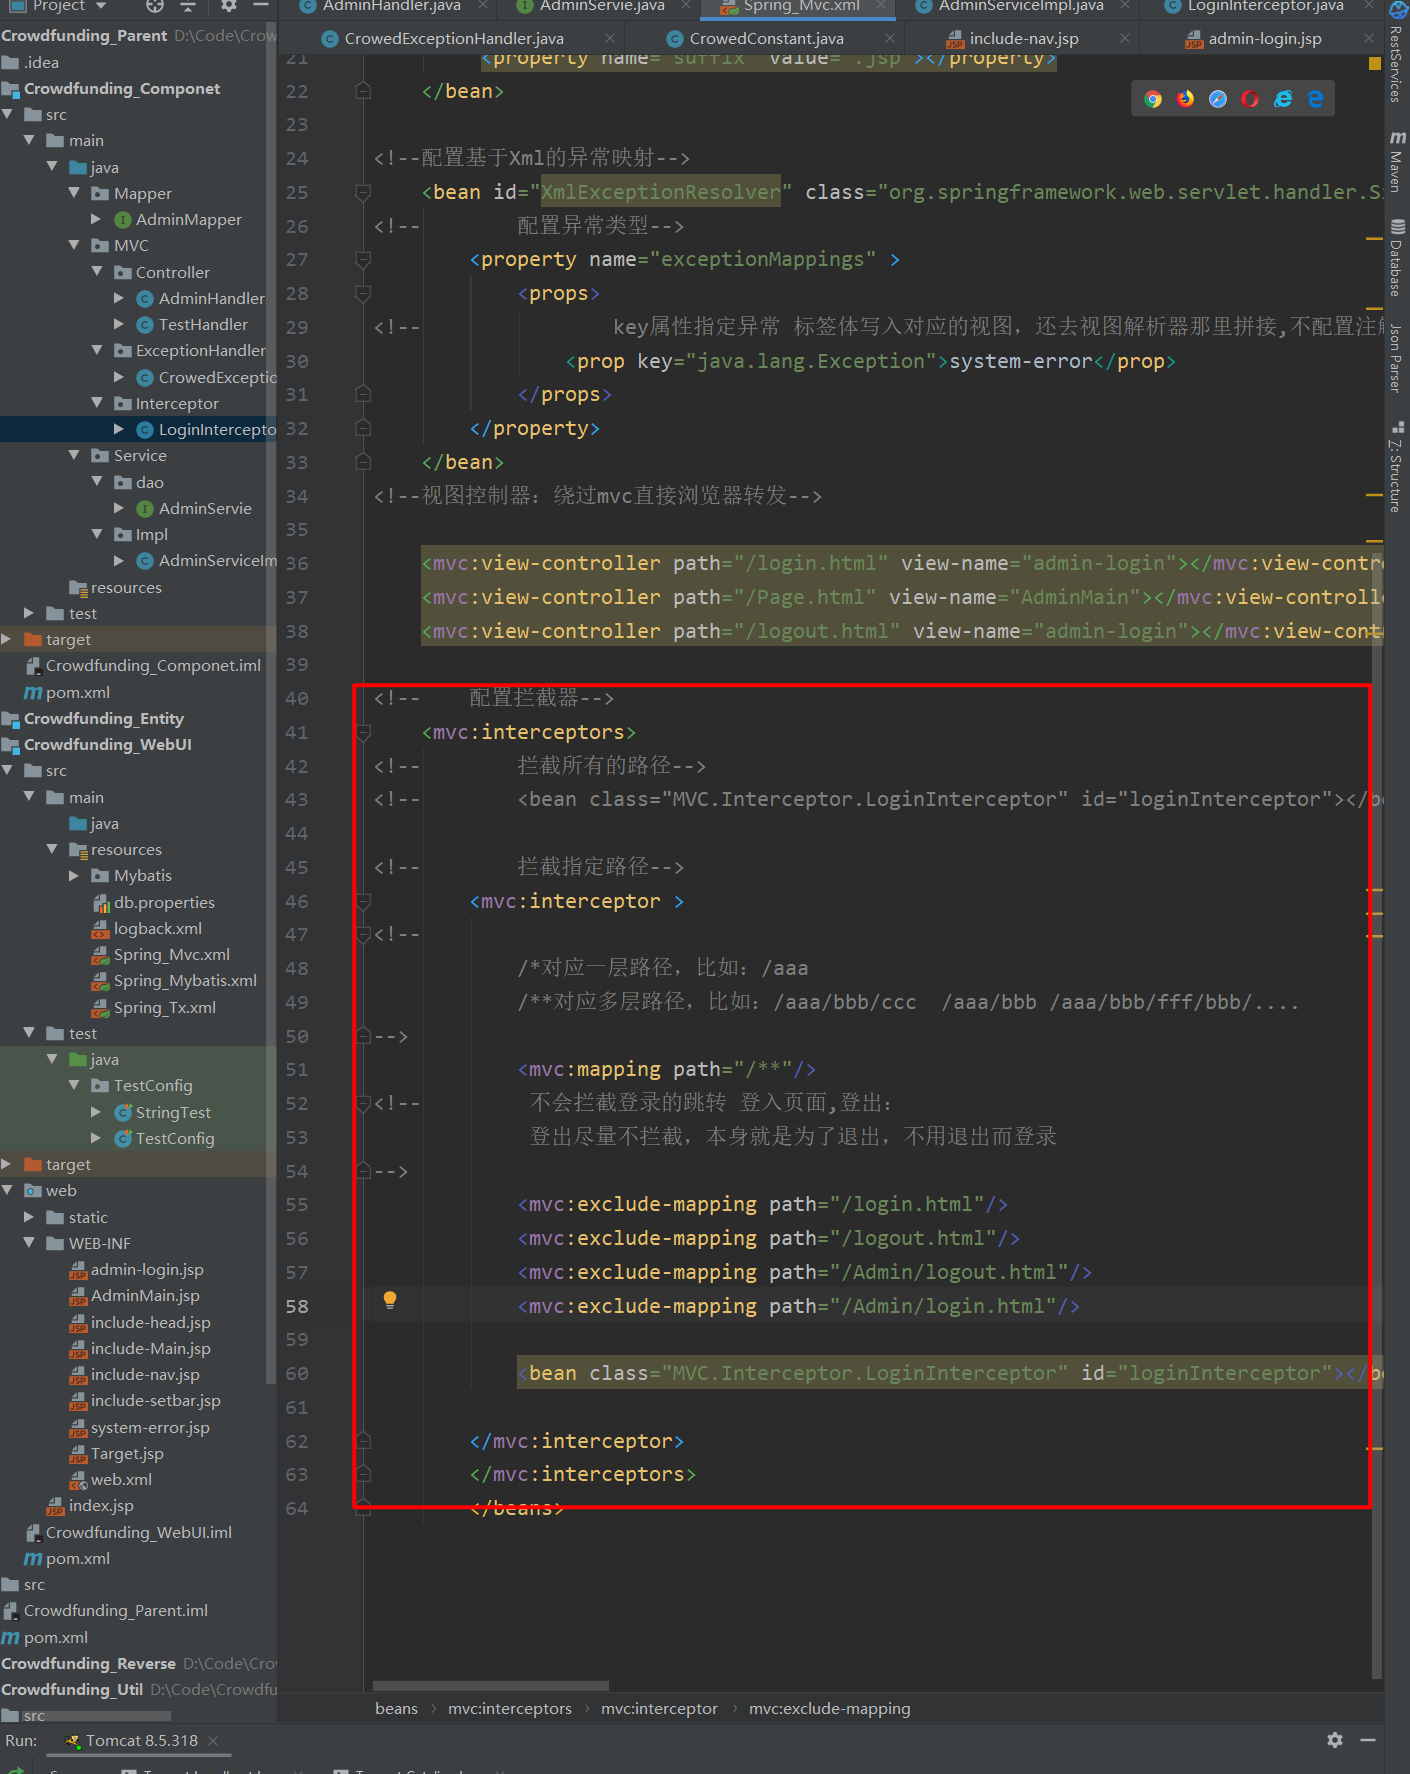 Project
AdminHandler.java
AdminServie.java
Spring_Mvc.xml
AdminServiceImpl.java
LoginInterceptor.java
CrowedExceptionHandler.java
CrowedConstant.java
include-nav.jsp
admin-login.jsp
Crowdfunding_Parent D:\Code\Crow
.idea
Crowdfunding_Componet
src
main
java
Mapper
AdminMapper
MVC
Controller
AdminHandler
TestHandler
ExceptionHandler
CrowedExceptio
Interceptor
LoginIntercepto
Service
dao
AdminServie
Impl
AdminServiceIm
resources
test
target
Crowdfunding_Componet.iml
pom.xml
Crowdfunding_Entity
Crowdfunding_WebUI
src
main
java
resources
Mybatis
db.properties
logback.xml
Spring_Mvc.xml
Spring_Mybatis.xml
Spring_Tx.xml
test
java
TestConfig
StringTest
TestConfig
target
web
static
WEB-INF
admin-login.jsp
AdminMain.jsp
include-head.jsp
include-Main.jsp
include-nav.jsp
include-setbar.jsp
system-error.jsp
Target.jsp
web.xml
index.jsp
Crowdfunding_WebUI.iml
pom.xml
src
Crowdfunding_Parent.iml
pom.xml
Crowdfunding_Reverse D:\Code\Crov
Crowdfunding_Util D:\Code\Crowdfu
src
21 <property name="suffix" value=".jsp"></property>
22 </bean>
23
24 <!--配置基于Xml的异常映射-->
25 <bean id="XmlExceptionResolver" class="org.springframework.web.servlet.handler.Si
26 <!-- 配置异常类型-->
27 <property name="exceptionMappings" >
28 <props>
29 <!-- key属性指定异常 标签体写入对应的视图，还去视图解析器那里拼接,不配置注解
30 <prop key="java.lang.Exception">system-error</prop>
31 </props>
32 </property>
33 </bean>
34 <!--视图控制器：绕过mvc直接浏览器转发-->
35
36 <mvc:view-controller path="/login.html" view-name="admin-login"></mvc:view-contro
37 <mvc:view-controller path="/Page.html" view-name="AdminMain"></mvc:view-controlle
38 <mvc:view-controller path="/logout.html" view-name="admin-login"></mvc:view-contr
39
40 <!-- 配置拦截器-->
41 <mvc:interceptors>
42 <!-- 拦截所有的路径-->
43 <!-- <bean class="MVC.Interceptor.LoginInterceptor" id="loginInterceptor"></be
44
45 <!-- 拦截指定路径-->
46 <mvc:interceptor >
47 <!--
48 /*对应一层路径，比如：/aaa
49 /**对应多层路径，比如：/aaa/bbb/ccc /aaa/bbb /aaa/bbb/fff/bbb/....
50 -->
51 <mvc:mapping path="/**"/>
52 <!-- 不会拦截登录的跳转 登入页面,登出：
53 登出尽量不拦截，本身就是为了退出，不用退出而登录
54 -->
55 <mvc:exclude-mapping path="/login.html"/>
56 <mvc:exclude-mapping path="/logout.html"/>
57 <mvc:exclude-mapping path="/Admin/logout.html"/>
58 <mvc:exclude-mapping path="/Admin/login.html"/>
59
60 <bean class="MVC.Interceptor.LoginInterceptor" id="loginInterceptor"></be
61
62 </mvc:interceptor>
63 </mvc:interceptors>
64 </beans>
RestServices
Maven
Database
Json Parser
7: Structure
beans › mvc:interceptors › mvc:interceptor › mvc:exclude-mapping
Run: Tomcat 8.5.318